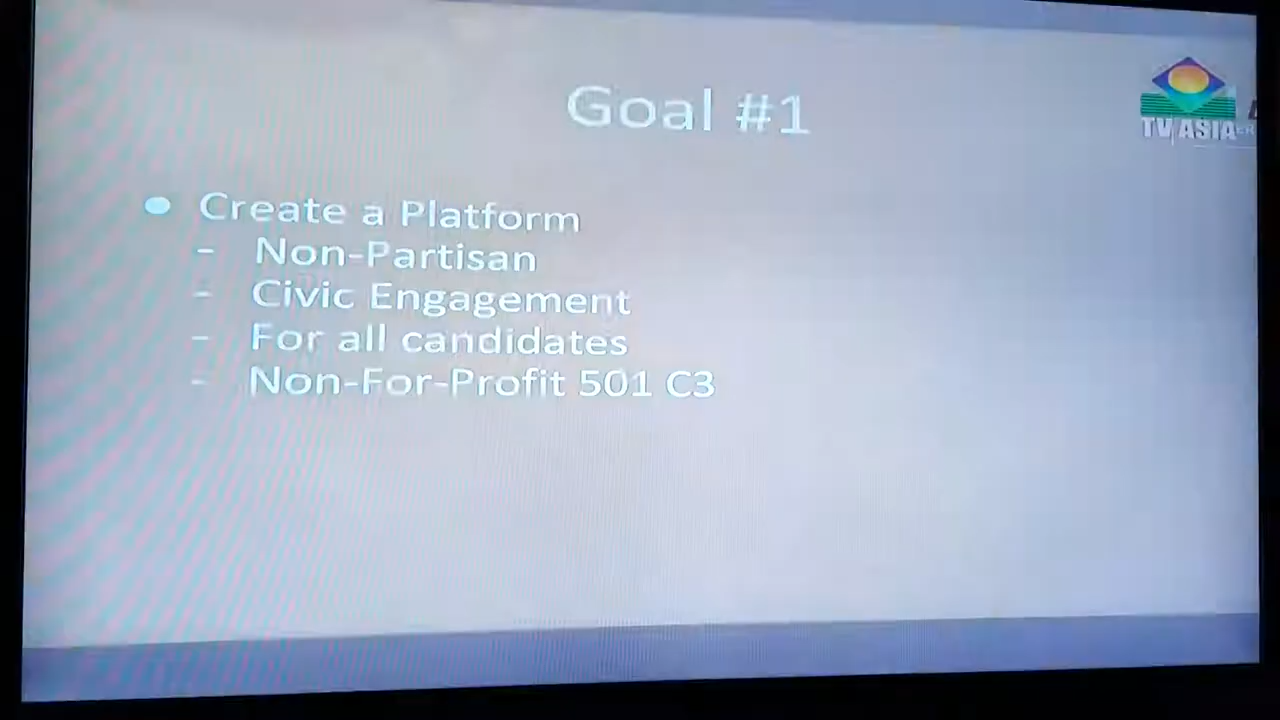 Goal #1
TV ASIA
● Create a Platform
- Non-Partisan
- Civic Engagement
- For all candidates
- Non-For-Profit 501 C3